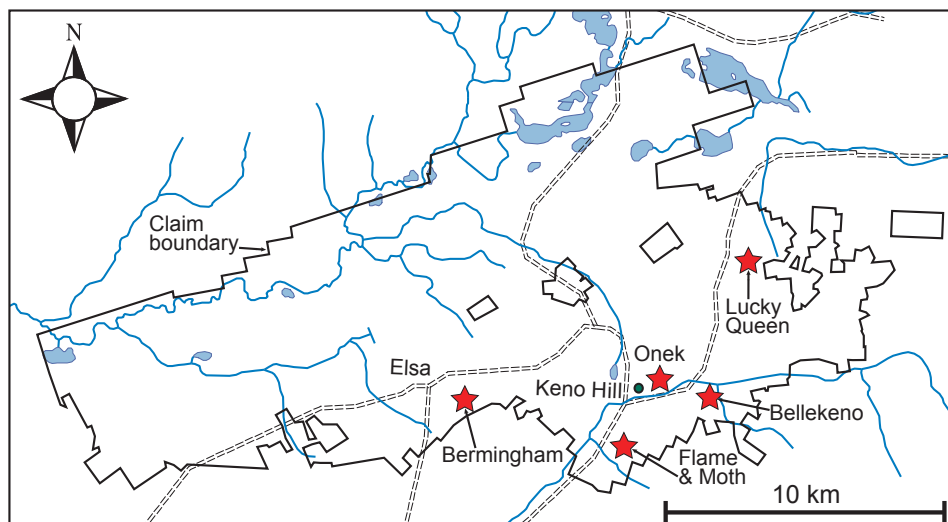 N
Claim
boundary
Lucky
Queen
Onek
Elsa
Keno Hill
Bellekeno
Bermingham
Flame
& Moth
10 km